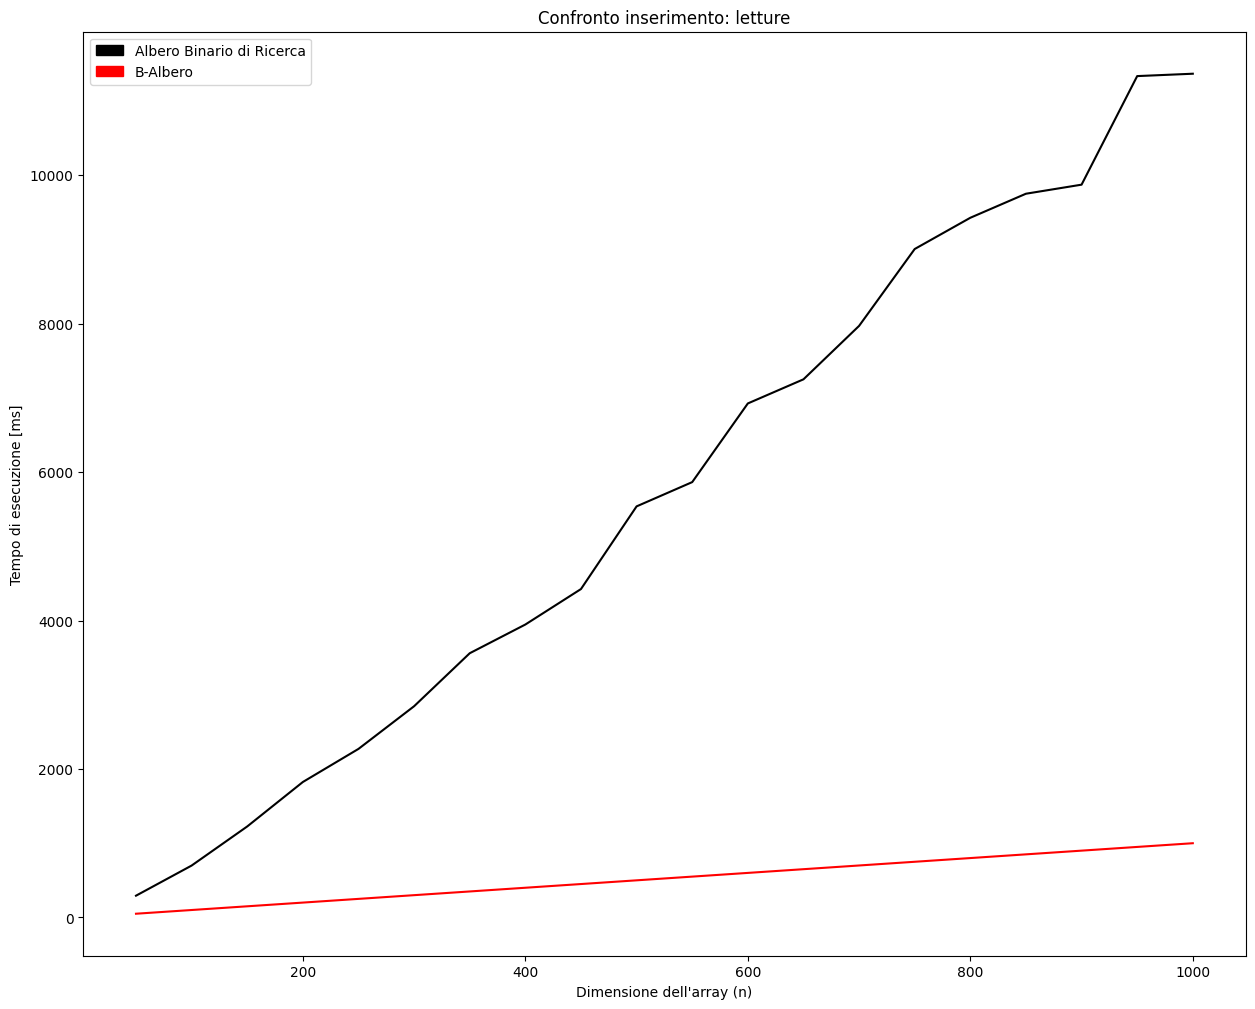 Confronto inserimento: letture
Albero Binario di Ricerca
B-Albero
10000
8000
6000
4000
2000
0
Tempo di esecuzione [ms]
200
400
600
800
1000
Dimensione dell'array (n)